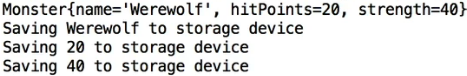 Monster{name='Werewolf', hitPoints=20, strength=40}
Saving Werewolf to storage device
Saving 20 to storage device
Saving 40 to storage device